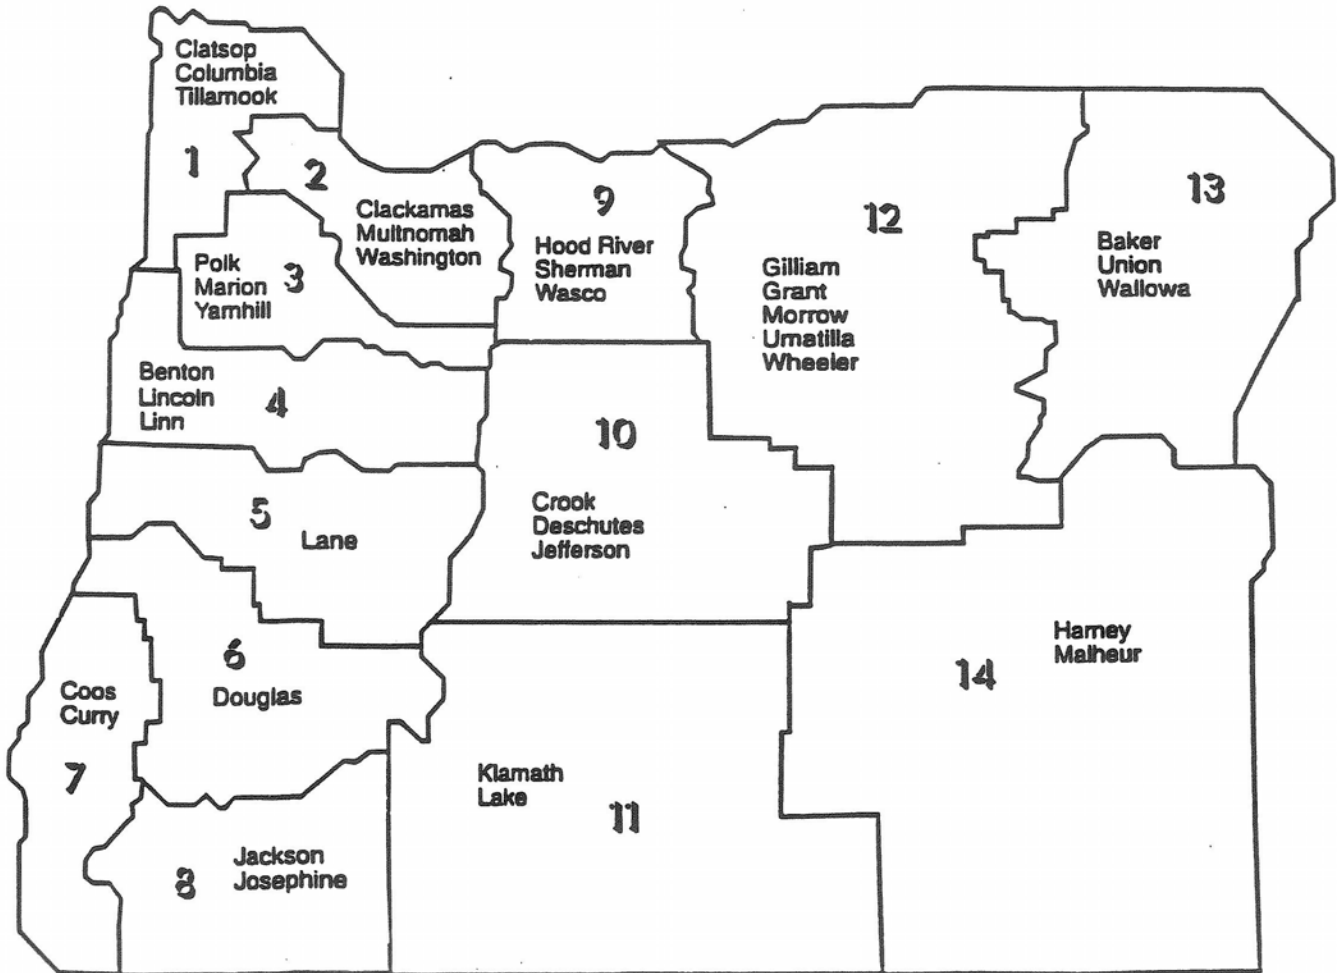 Clatsop
Columbia
Tillamook
1
2
Clackamas
Multnomah
Washington
Polk
Marion
Yamhill
3
9
Hood River
Sherman
Wasco
12
Gilliam
Grant
Morrow
Umatilla
Wheeler
13
Baker
Union
Wallowa
Benton
Lincoln
Linn
4
10
Crook
Deschutes
Jefferson
5
Lane
6
Douglas
Coos
Curry
7
8
Jackson
Josephine
Klamath
Lake
11
14
Harney
Malheur